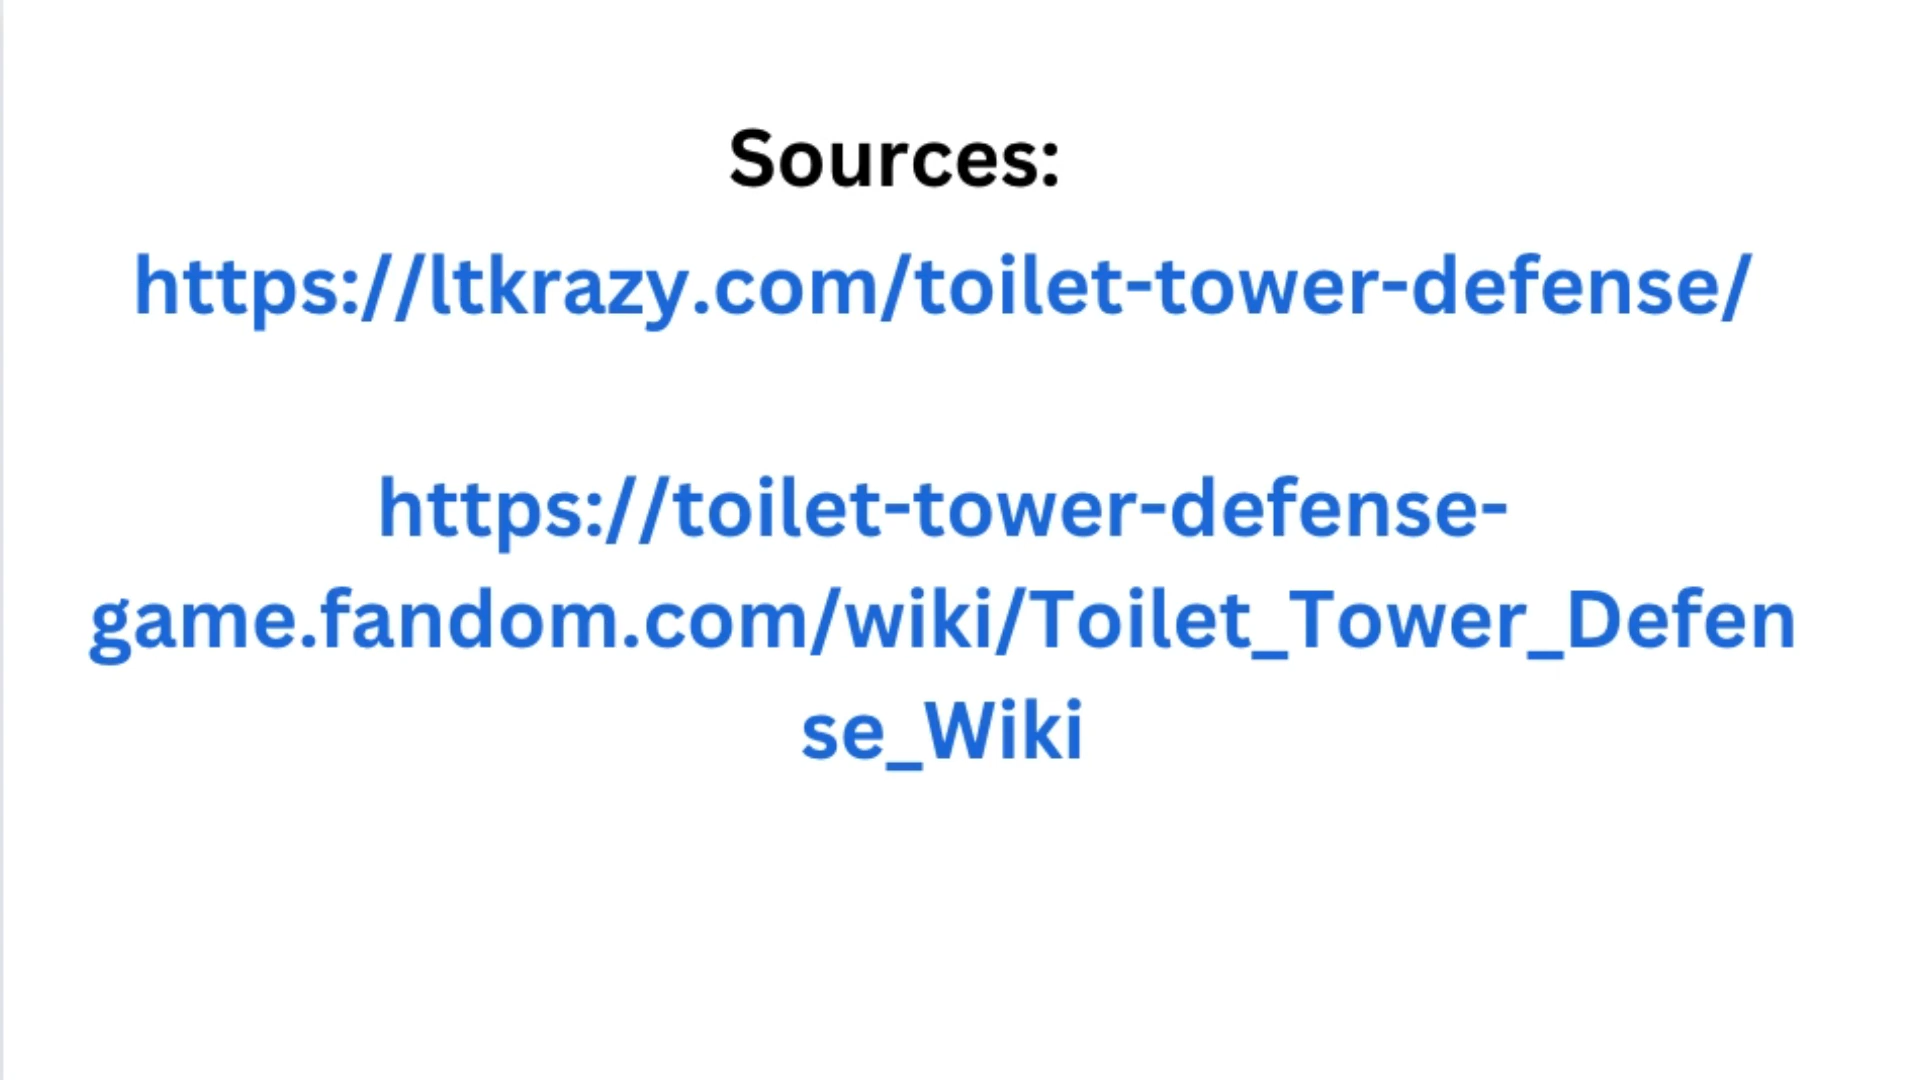 Sources:
https://ltkrazy.com/toilet-tower-defense/
https://toilet-tower-defense-
game.fandom.com/wiki/Toilet_Tower_Defen
se_Wiki